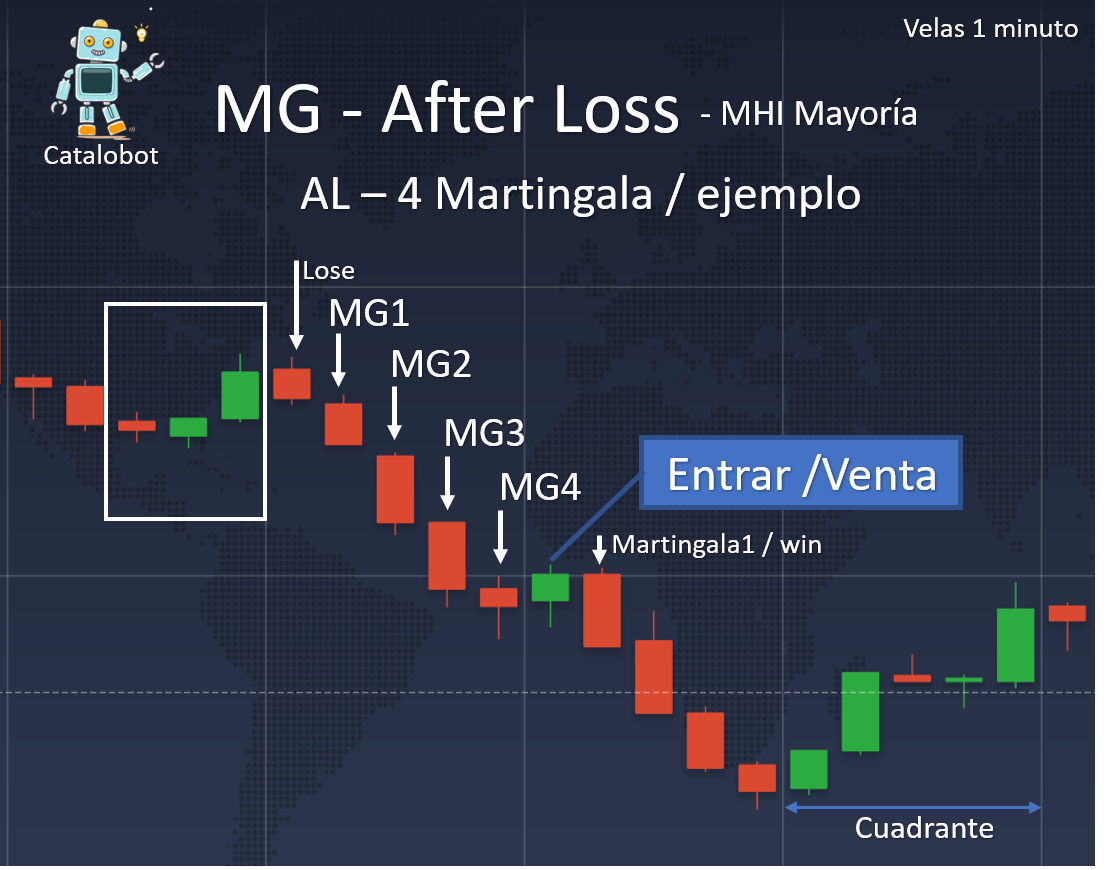 Velas 1 minuto
MG - After Loss - MHI Mayoría
Catalobot
AL – 4 Martingala / ejemplo
Lose
MG1
MG2
MG3
MG4
Entrar /Venta
Martingala1 / win
Cuadrante